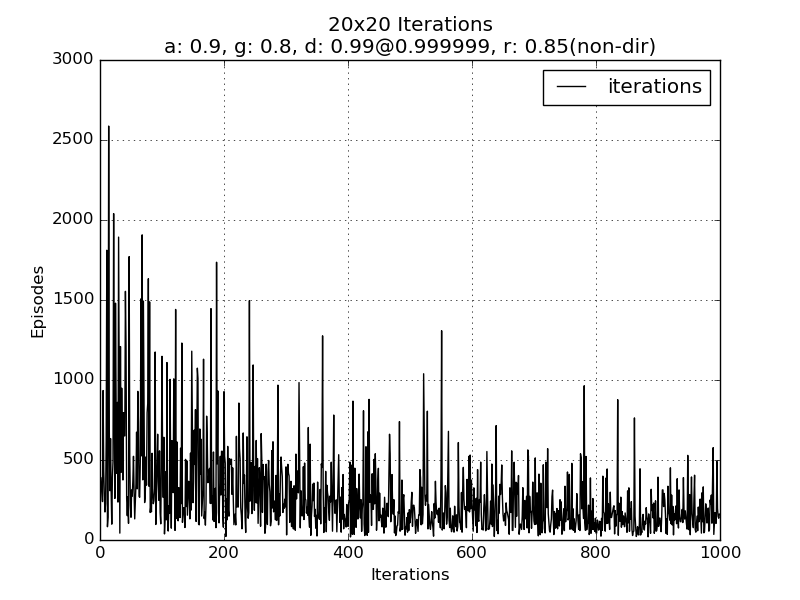 20x20 Iterations
a: 0.9, g: 0.8, d: 0.99@0.999999, r: 0.85(non-dir)
iterations
3000
2500
2000
1500
1000
500
0
Episodes
0 200 400 600 800 1000
Iterations